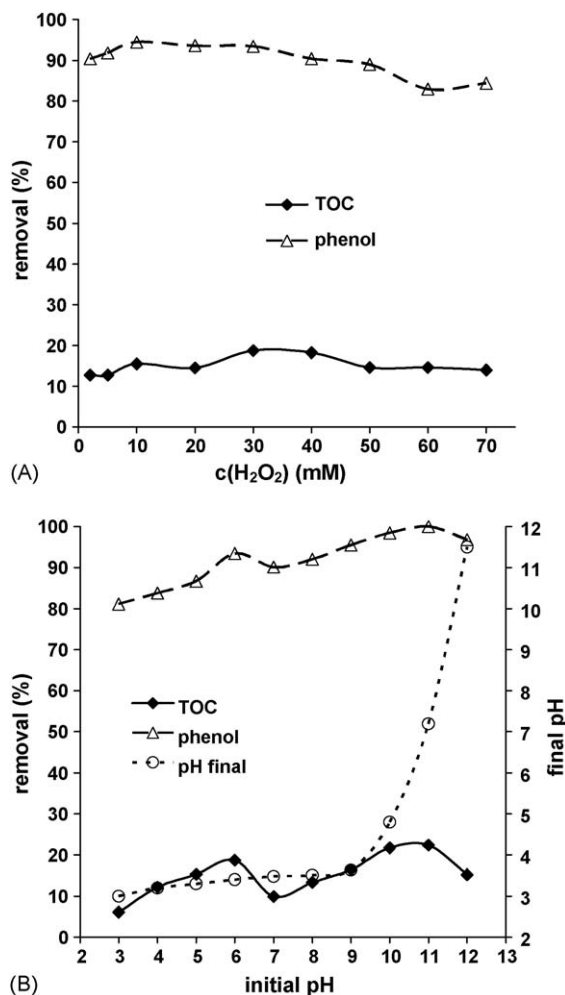 100
90
80
70
60
50
40
30
20
10
0
removal (%)
TOC
phenol
0 10 20 30 40 50 60 70
c(H₂O₂) (mM)
(A)
100
90
80
70
60
50
40
30
20
10
0
removal (%)
TOC
phenol
pH final
12
11
10
9
8
7
6
5
4
3
2
final pH
2 3 4 5 6 7 8 9 10 11 12 13
initial pH
(B)